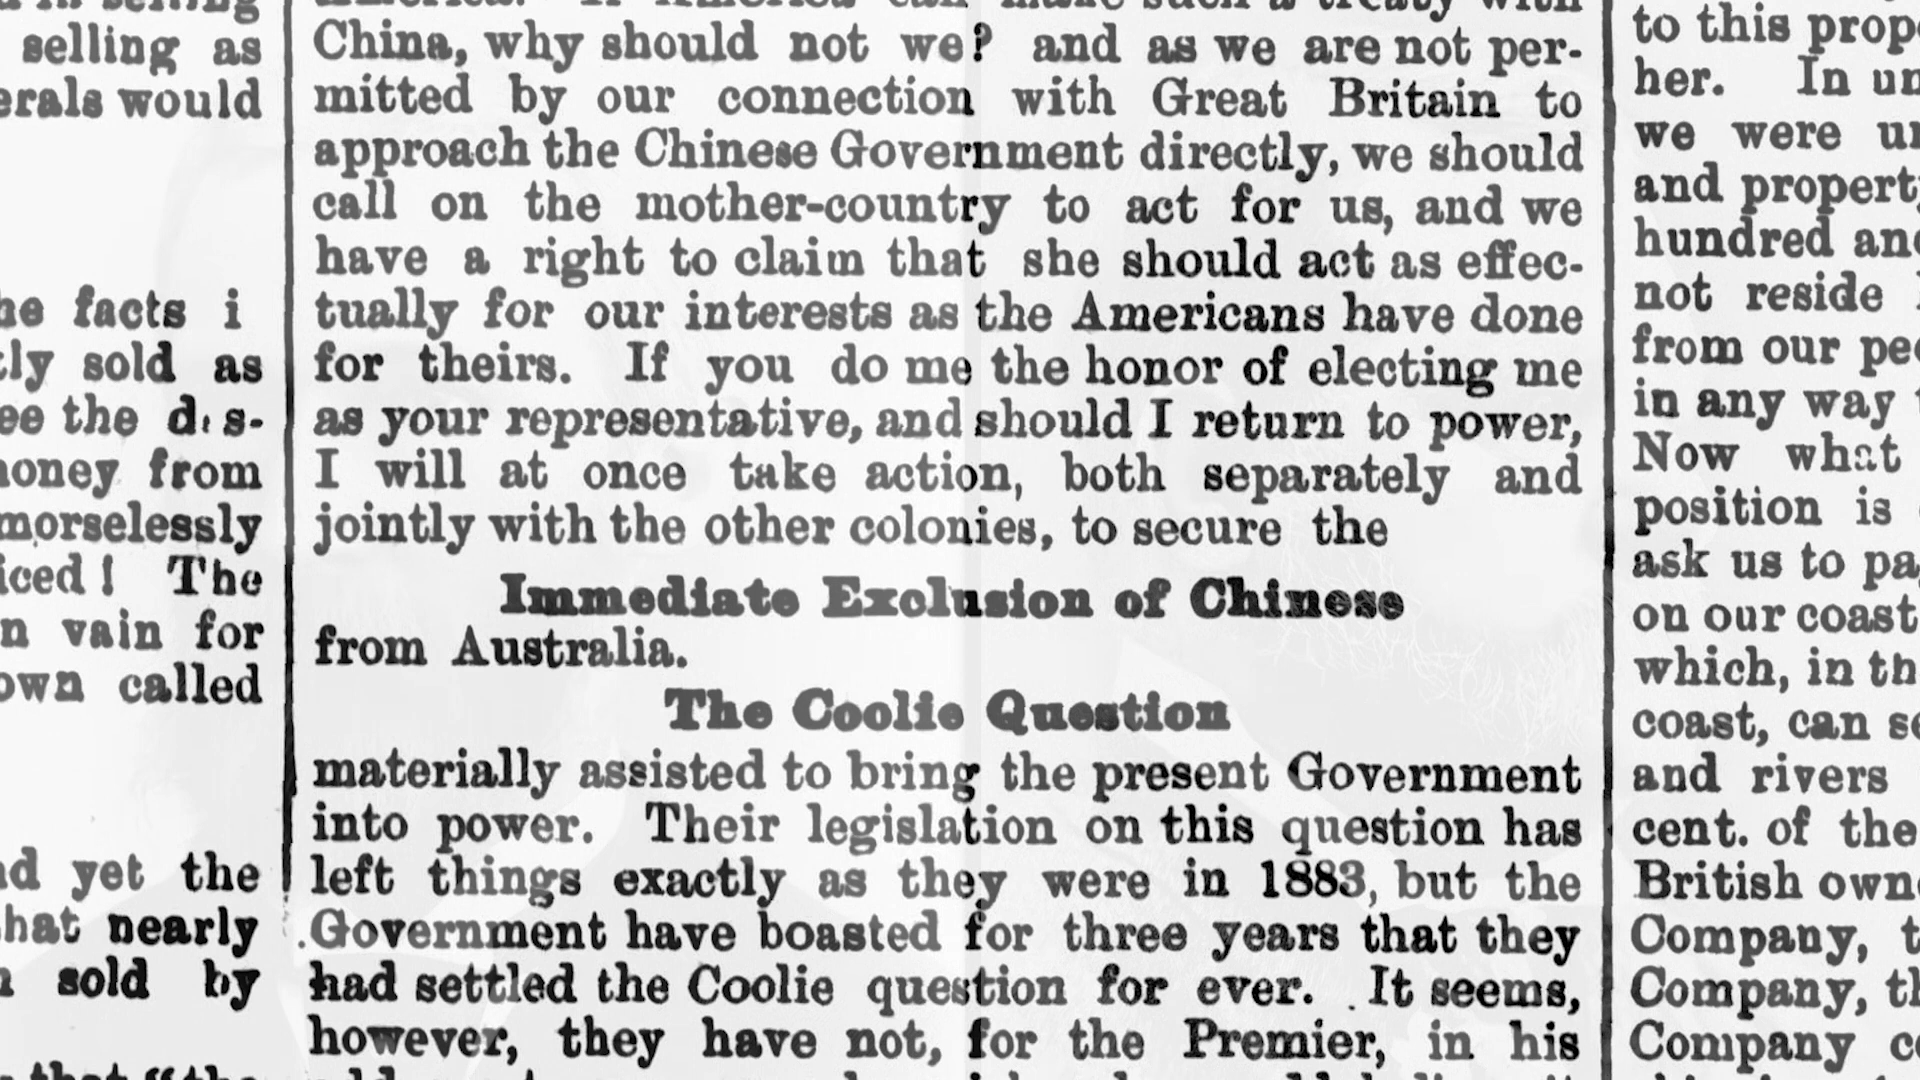 selling as
erals would
he facts i
tly sold as
ee the dis-
money from
morselessly
iced! The
n vain for
own called
nd yet the
hat nearly
sold by
China, why should not we? and as we are not per-
mitted by our connection with Great Britain to
approach the Chinese Government directly, we should
call on the mother-country to act for us, and we
have a right to claim that she should act as effec-
tually for our interests as the Americans have done
for theirs. If you do me the honor of electing me
as your representative, and should I return to power,
I will at once take action, both separately and
jointly with the other colonies, to secure the
Immediate Exclusion of Chinese
from Australia.
The Coolie Question
materially assisted to bring the present Government
into power. Their legislation on this question has
left things exactly as they were in 1883, but the
Government have boasted for three years that they
had settled the Coolie question for ever. It seems,
however, they have not, for the Premier, in his
to this prop
her. In un
we were un
and property
hundred and
not reside
from our peo
in any way
Now what
position is
ask us to pa
on our coast
which, in th
coast, can se
and rivers
cent. of the
British own
Company, t
Company, th
Company co